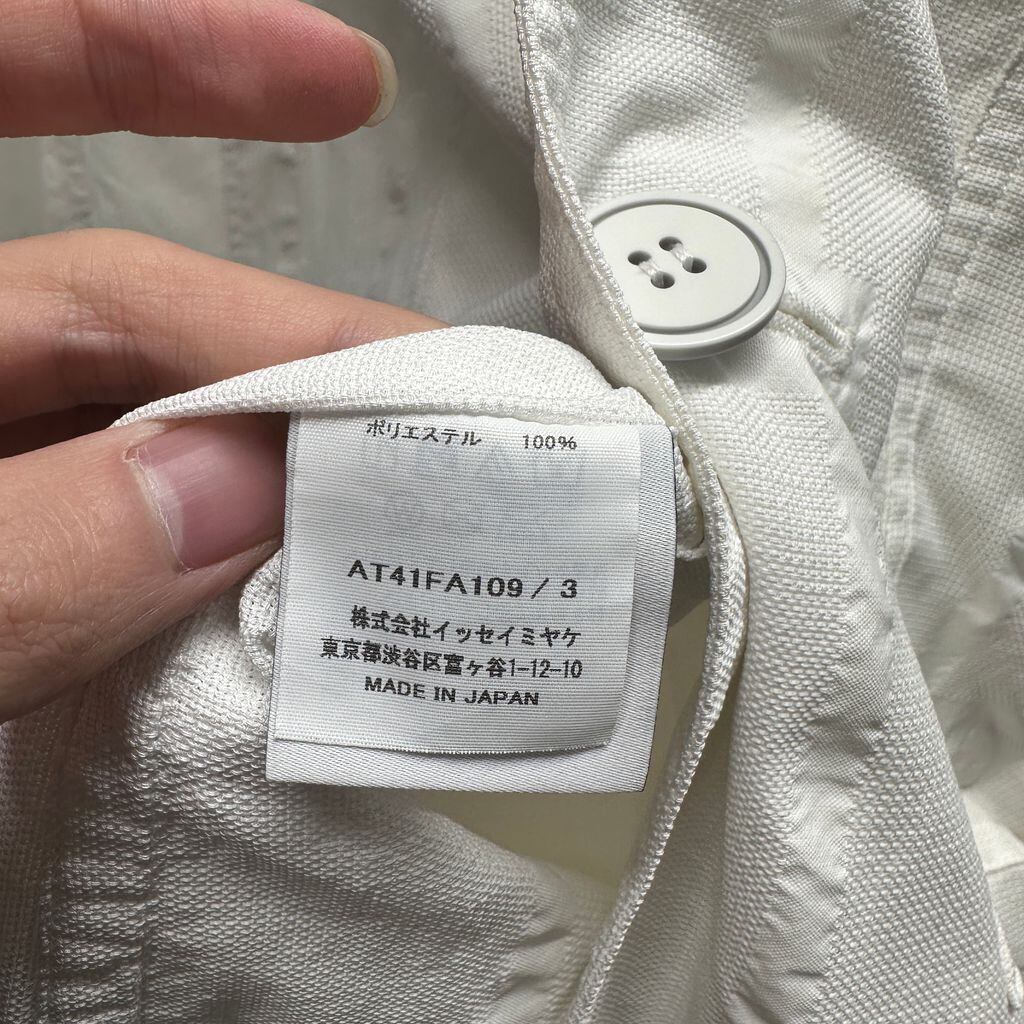 ポリエステル 100%
AT41FA109 / 3
株式会社イッセイミヤケ
東京都渋谷区富ヶ谷1-12-10
MADE IN JAPAN